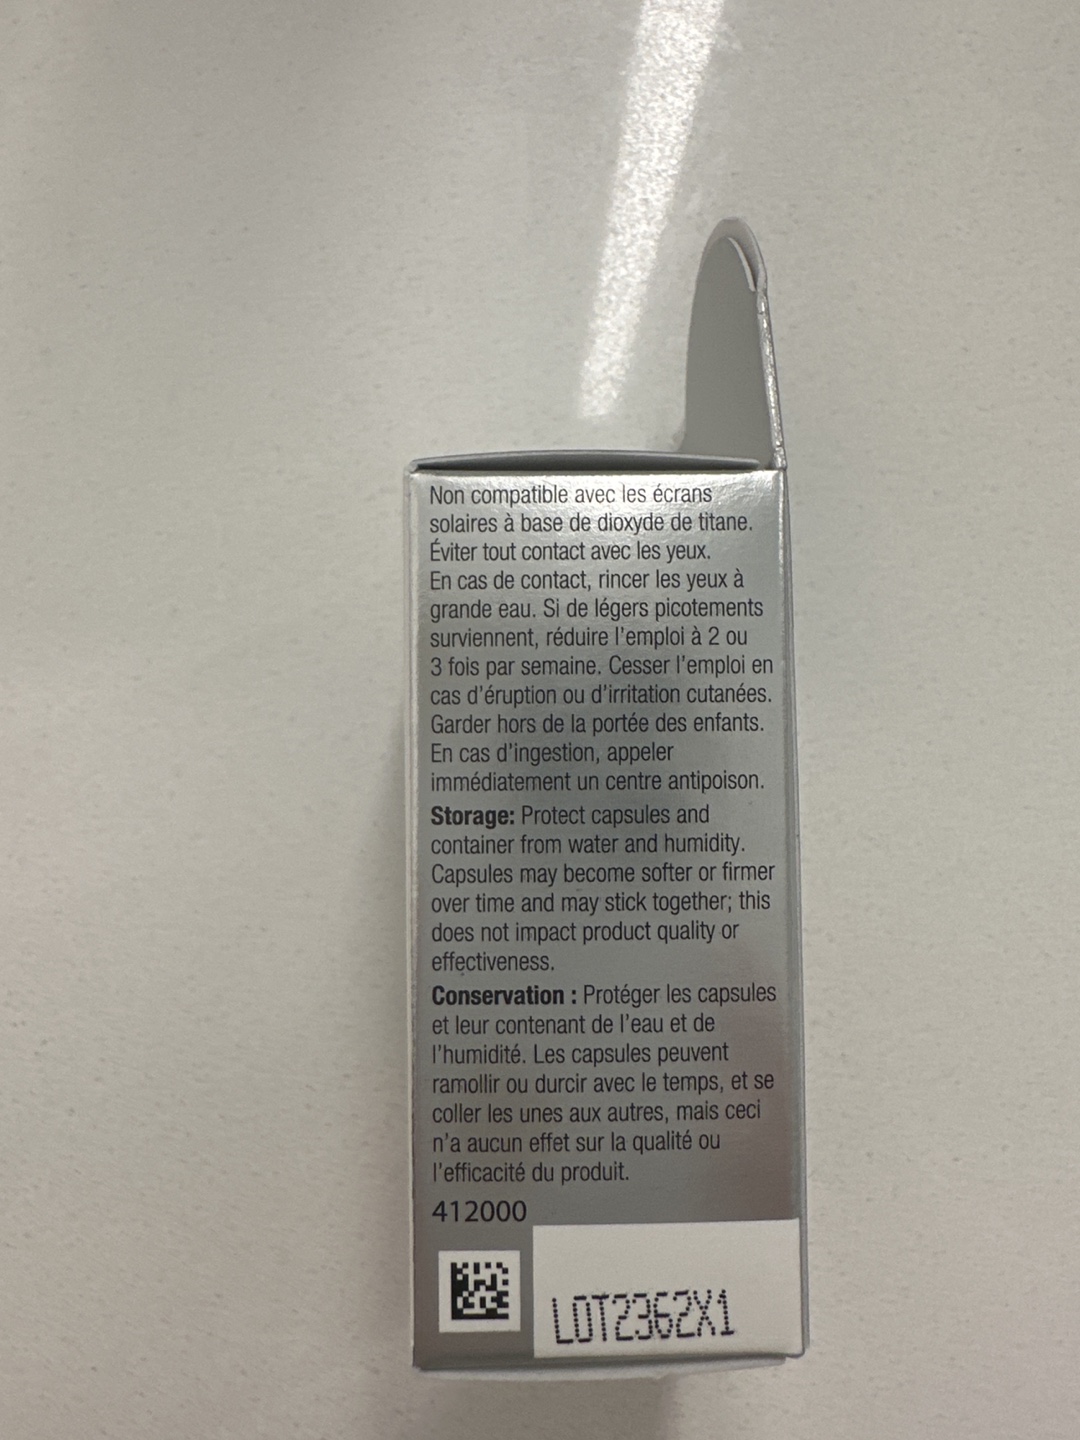 Non compatible avec les écrans
solaires à base de dioxyde de titane.
Éviter tout contact avec les yeux.
En cas de contact, rincer les yeux à
grande eau. Si de légers picotements
surviennent, réduire l'emploi à 2 ou
3 fois par semaine. Cesser l'emploi en
cas d'éruption ou d'irritation cutanées.
Garder hors de la portée des enfants.
En cas d'ingestion, appeler
immédiatement un centre antipoison.
Storage: Protect capsules and
container from water and humidity.
Capsules may become softer or firmer
over time and may stick together; this
does not impact product quality or
effectiveness.
Conservation : Protéger les capsules
et leur contenant de l'eau et de
l'humidité. Les capsules peuvent
ramollir ou durcir avec le temps, et se
coller les unes aux autres, mais ceci
n'a aucun effet sur la qualité ou
l'efficacité du produit.
412000
LOT2362X1